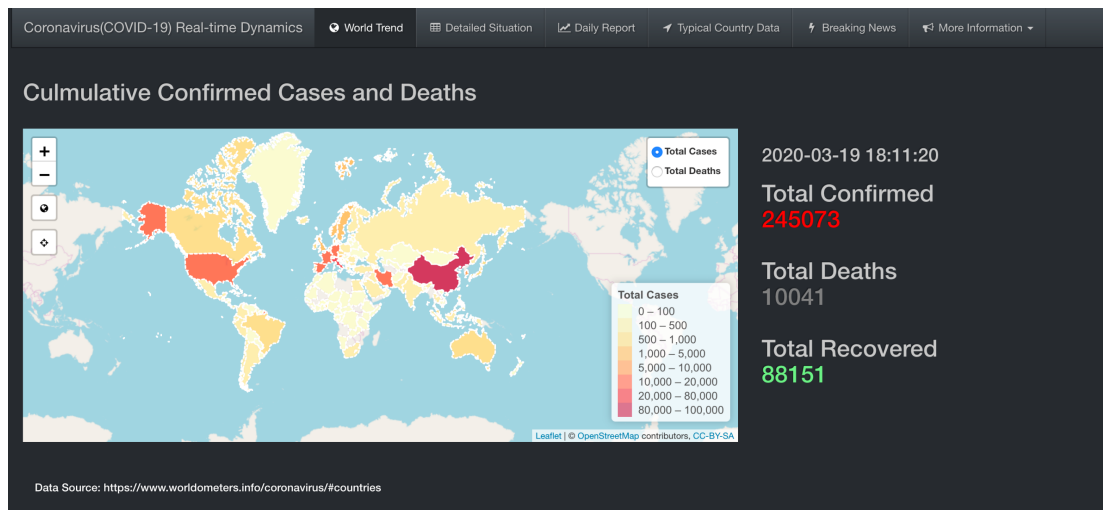 Coronavirus(COVID-19) Real-time Dynamics World Trend Detailed Situation Daily Report Typical Country Data Breaking News More Information
Culmulative Confirmed Cases and Deaths
+
−
Total Cases
Total Deaths
Total Cases
0 – 100
100 – 500
500 – 1,000
1,000 – 5,000
5,000 – 10,000
10,000 – 20,000
20,000 – 80,000
80,000 – 100,000
Leaflet | © OpenStreetMap contributors, CC-BY-SA
2020-03-19 18:11:20
Total Confirmed
245073
Total Deaths
10041
Total Recovered
88151
Data Source: https://www.worldometers.info/coronavirus/#countries